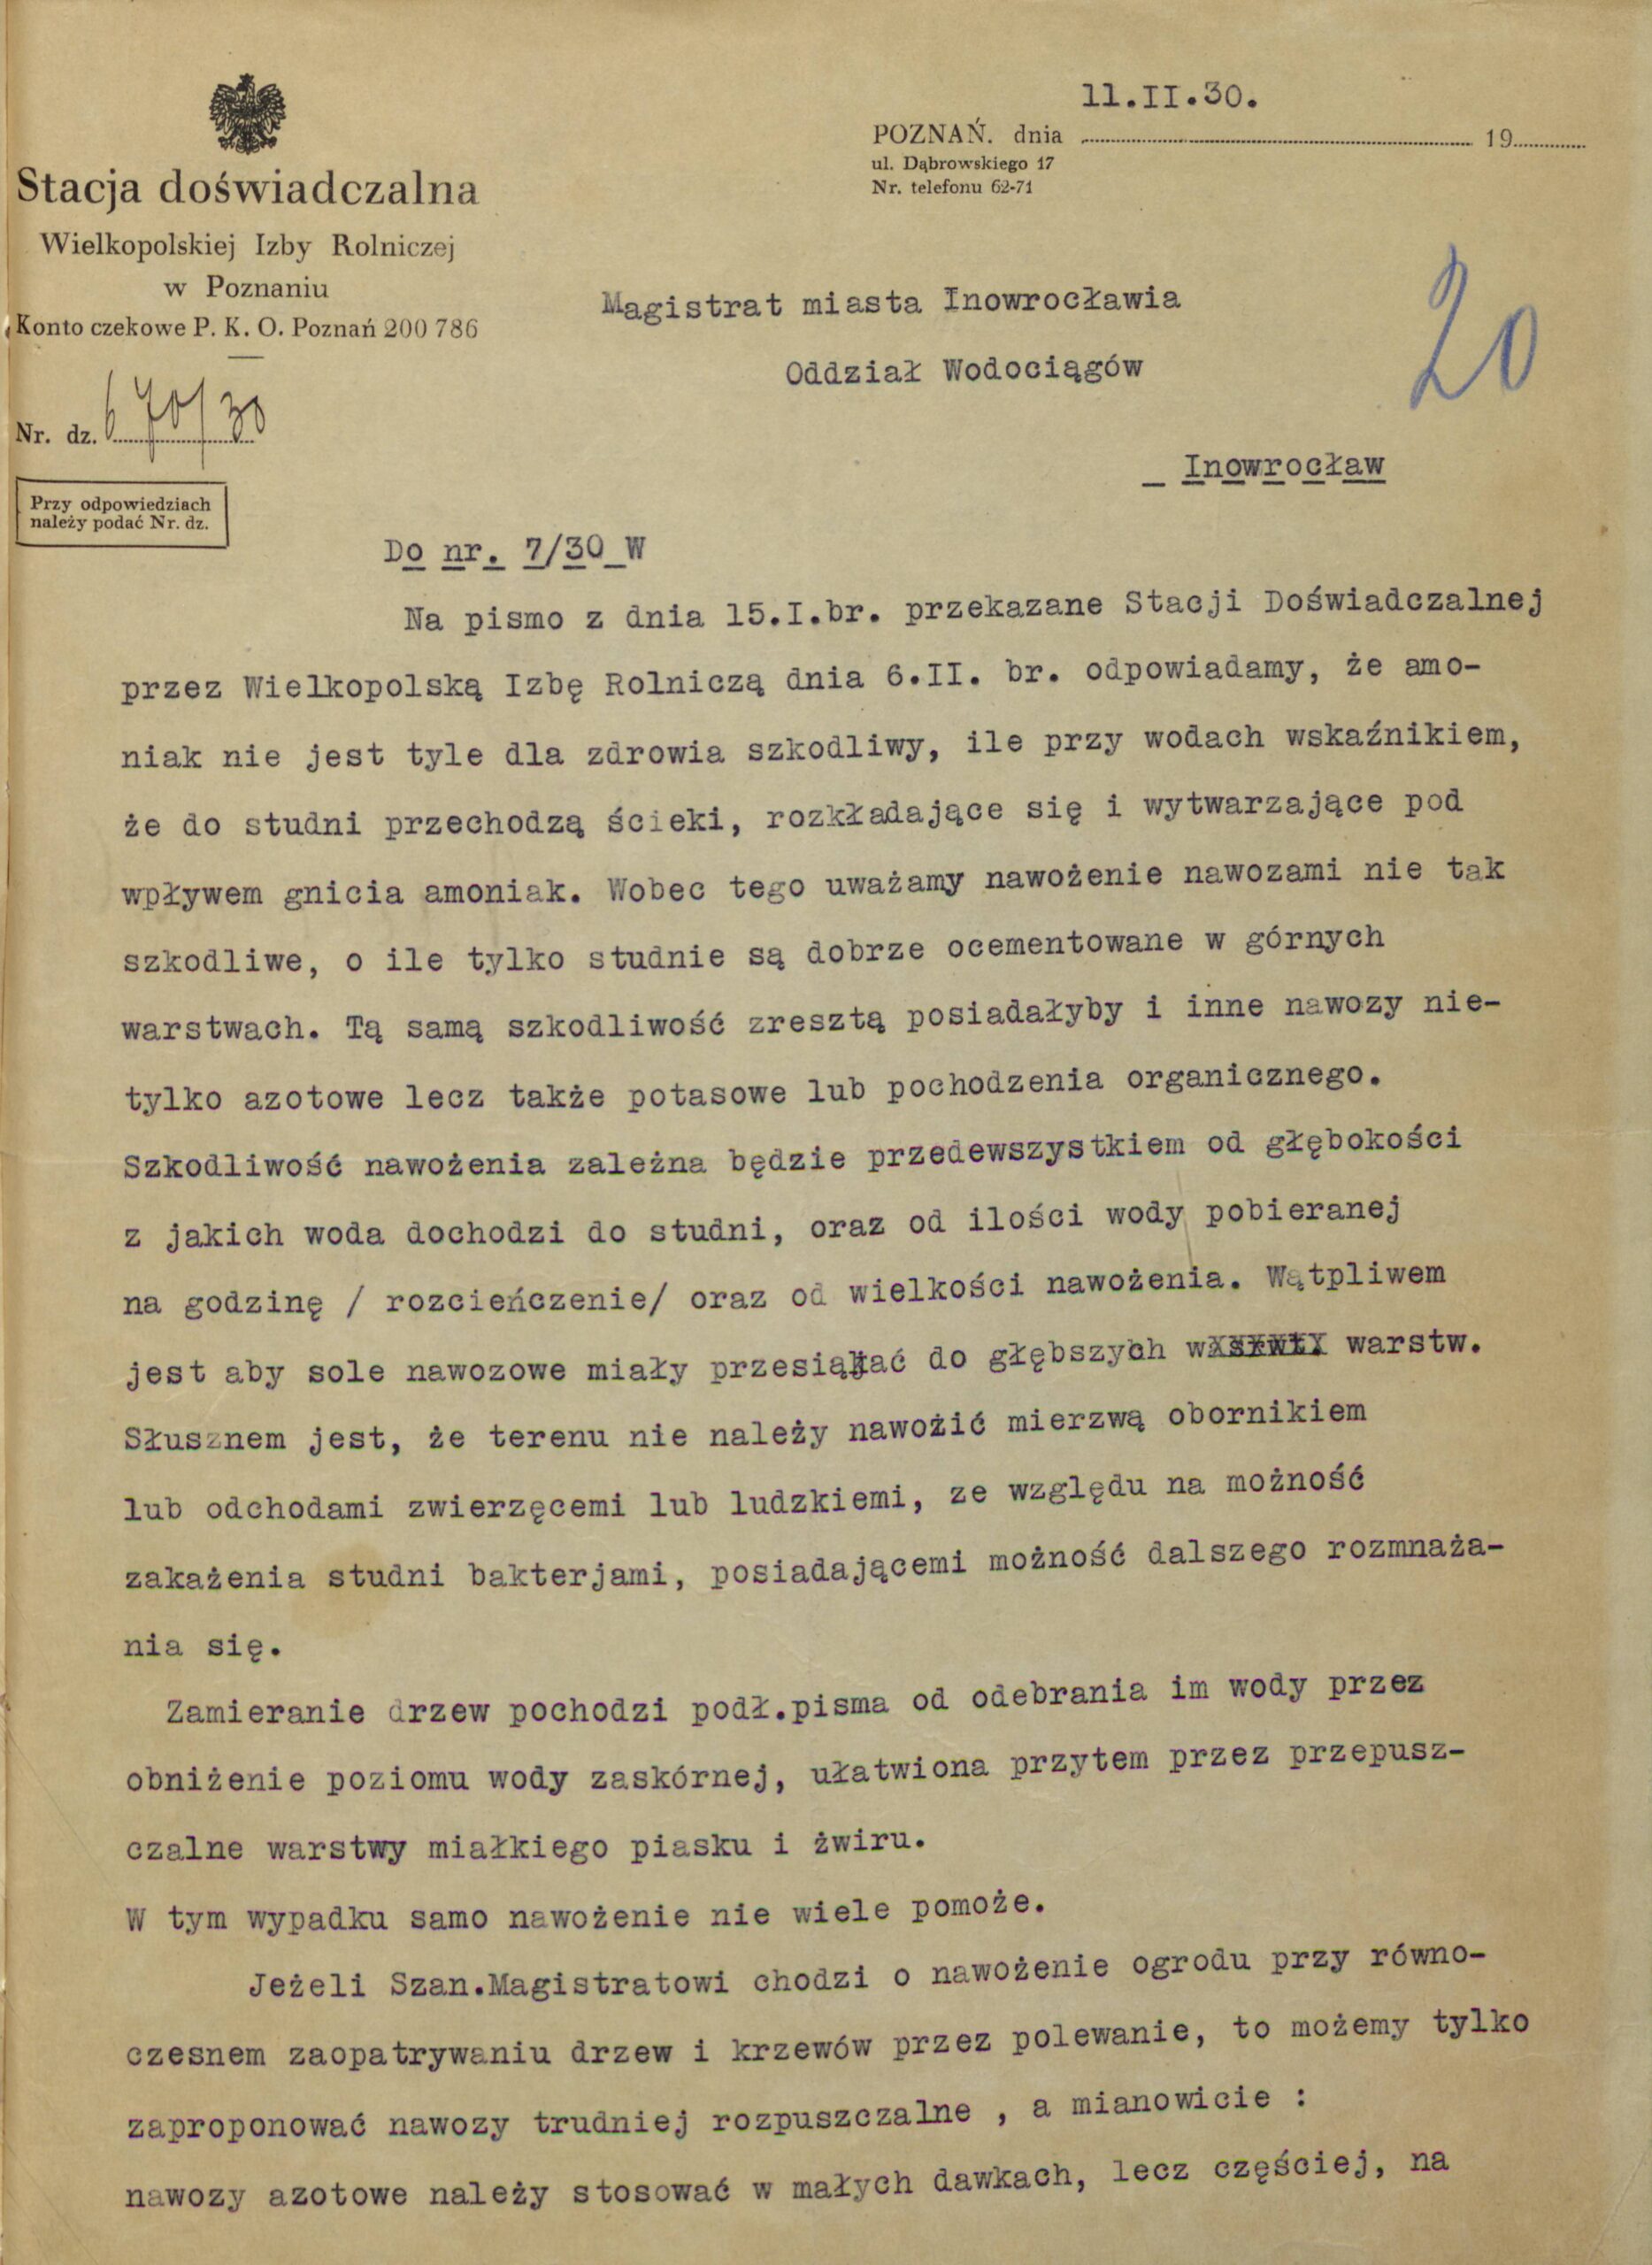 11.II.30.
POZNAŃ. dnia 19
ul. Dąbrowskiego 17
Nr. telefonu 62-71
Stacja doświadczalna
Wielkopolskiej Izby Rolniczej
w Poznaniu
Konto czekowe P. K. O. Poznań 200 786
Nr. dz. 670/30
Przy odpowiedziach
należy podać Nr. dz.
Magistrat miasta Inowrocławia
Oddział Wodociągów
20
Inowrocław
Do nr. 7/30 W
Na pismo z dnia 15.I.br. przekazane Stacji Doświadczalnej
przez Wielkopolską Izbę Rolniczą dnia 6.II. br. odpowiadamy, że amo-
niak nie jest tyle dla zdrowia szkodliwy, ile przy wodach wskaźnikiem,
że do studni przechodzą ścieki, rozkładające się i wytwarzające pod
wpływem gnicia amoniak. Wobec tego uważamy nawożenie nawozami nie tak
szkodliwe, o ile tylko studnie są dobrze ocementowane w górnych
warstwach. Tą samą szkodliwość zresztą posiadałyby i inne nawozy nie-
tylko azotowe lecz także potasowe lub pochodzenia organicznego.
Szkodliwość nawożenia zależna będzie przedewszystkiem od głębokości
z jakich woda dochodzi do studni, oraz od ilości wody pobieranej
na godzinę / rozcieńczenie/ oraz od wielkości nawożenia. Wątpliwem
jest aby sole nawozowe miały przesiąkać do głębszych warstw.
Słusznem jest, że terenu nie należy nawozić mierzwą obornikiem
lub odchodami zwierzęcemi lub ludzkiemi, ze względu na możność
zakażenia studni bakterjami, posiadającemi możność dalszego rozmnaża-
nia się.
Zamieranie drzew pochodzi podł.pisma od odebrania im wody przez
obniżenie poziomu wody zaskórnej, ułatwiona przytem przez przepusz-
czalne warstwy miałkiego piasku i żwiru.
W tym wypadku samo nawożenie nie wiele pomoże.
Jeżeli Szan.Magistratowi chodzi o nawożenie ogrodu przy równo-
czesnem zaopatrywaniu drzew i krzewów przez polewanie, to możemy tylko
zaproponować nawozy trudniej rozpuszczalne , a mianowicie :
nawozy azotowe należy stosować w małych dawkach, lecz częściej, na